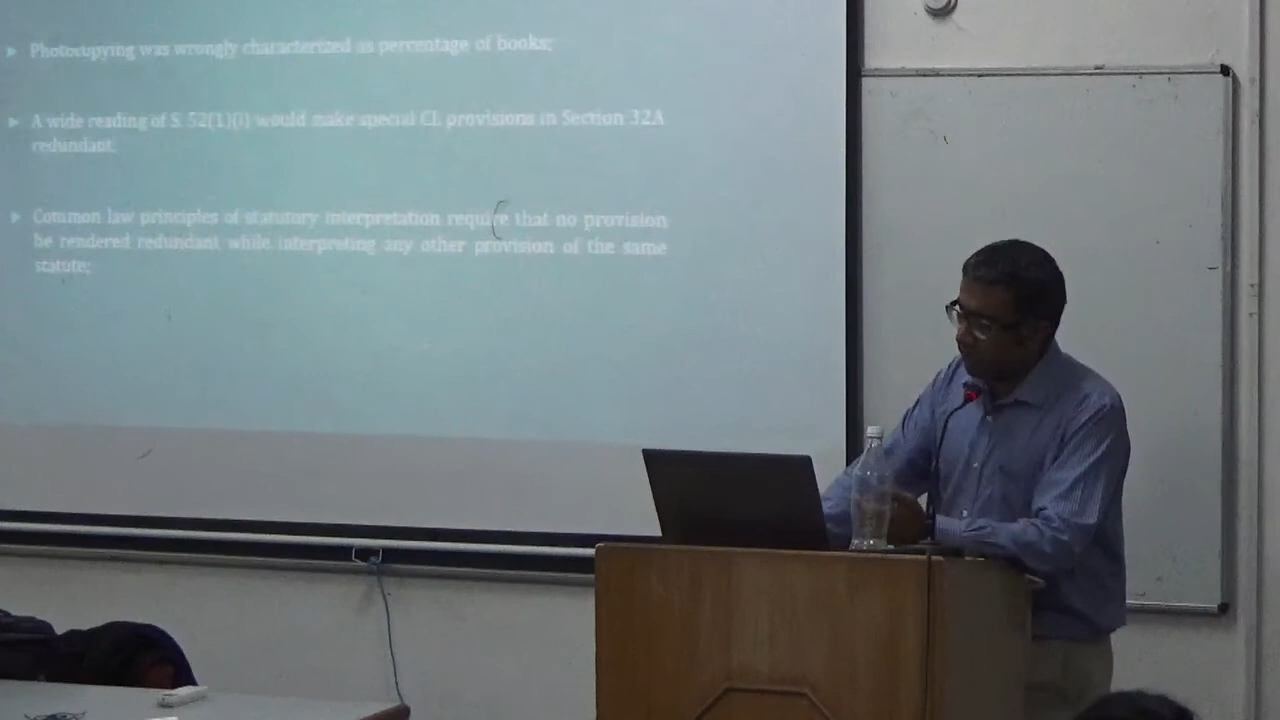 Photocopying was wrongly characterized as percentage of books;
A wide reading of S. 52(1)(i) would make special CL provisions in Section 32A
redundant;
Common law principles of statutory interpretation require that no provision
be rendered redundant while interpreting any other provision of the same
statute;